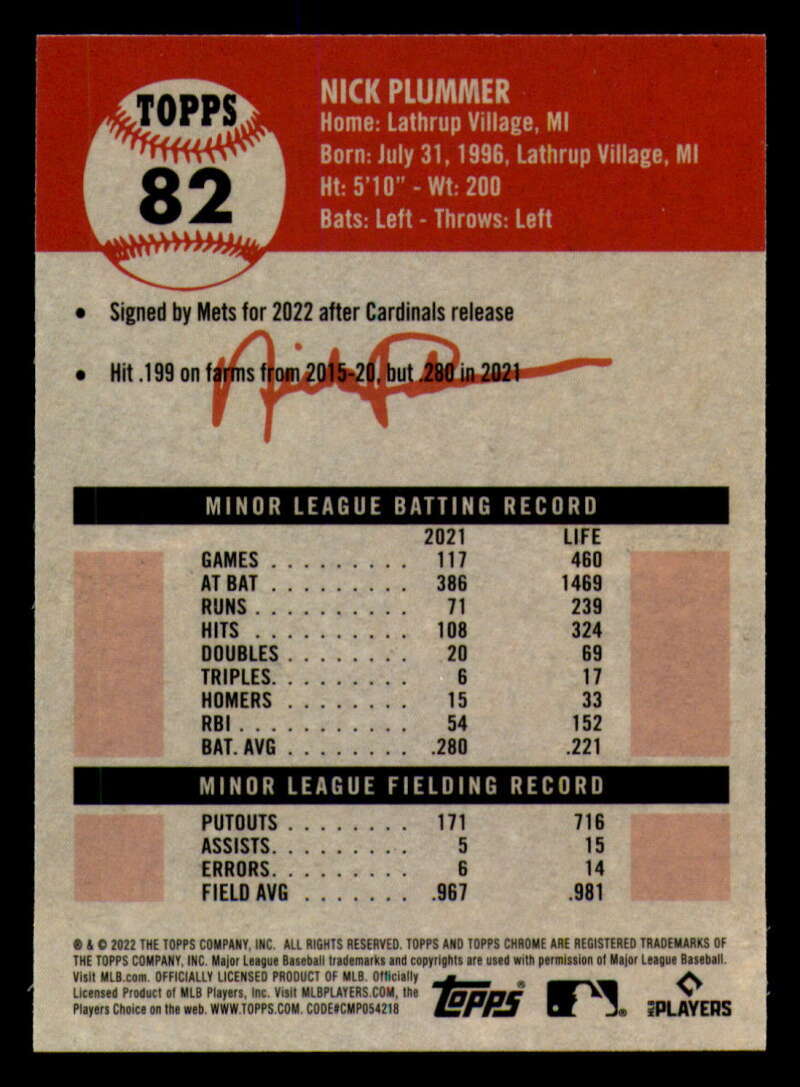 TOPPS
82
NICK PLUMMER
Home: Lathrup Village, MI
Born: July 31, 1996, Lathrup Village, MI
Ht: 5'10" - Wt: 200
Bats: Left - Throws: Left
• Signed by Mets for 2022 after Cardinals release
• Hit .199 on farms from 2015-20, but .280 in 2021
MINOR LEAGUE BATTING RECORD
2021 LIFE
GAMES . . . . . . . . . 117 460
AT BAT . . . . . . . . . 386 1469
RUNS . . . . . . . . . . 71 239
HITS . . . . . . . . . . 108 324
DOUBLES . . . . . . . . 20 69
TRIPLES. . . . . . . . . 6 17
HOMERS . . . . . . . . 15 33
RBI . . . . . . . . . . . 54 152
BAT. AVG . . . . . . . . .280 .221
MINOR LEAGUE FIELDING RECORD
PUTOUTS . . . . . . . . 171 716
ASSISTS. . . . . . . . . 5 15
ERRORS. . . . . . . . . 6 14
FIELD AVG . . . . . . . .967 .981
® & © 2022 THE TOPPS COMPANY, INC. ALL RIGHTS RESERVED. TOPPS AND TOPPS CHROME ARE REGISTERED TRADEMARKS OF
THE TOPPS COMPANY, INC. Major League Baseball trademarks and copyrights are used with permission of Major League Baseball.
Visit MLB.com. OFFICIALLY LICENSED PRODUCT OF MLB. Officially
Licensed Product of MLB Players, Inc. Visit MLBPLAYERS.COM, the
Players Choice on the web. WWW.TOPPS.COM. CODE#CMP054218
Topps®
MLB PLAYERS